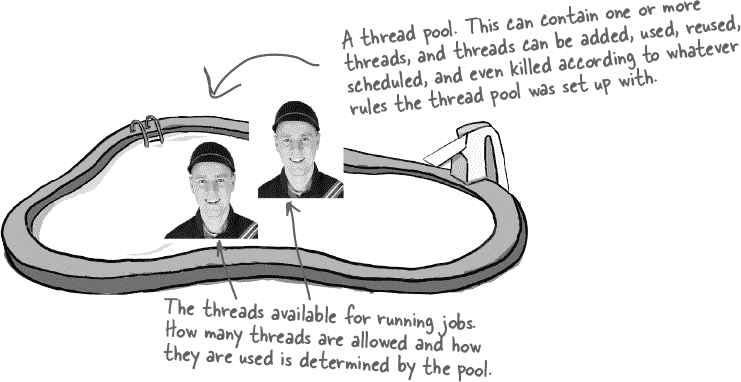 A thread pool. This can contain one or more
threads, and threads can be added, used, reused,
scheduled, and even killed according to whatever
rules the thread pool was set up with.
The threads available for running jobs.
How many threads are allowed and how
they are used is determined by the pool.